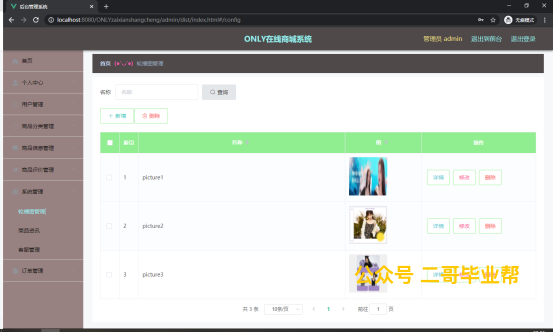 后台管理系统
localhost:8080/ONLYzaixianshangcheng/admin/dist/index.html#/config
无痕模式
ONLY在线商城系统
管理员 admin 退出到前台 退出登录
首页
个人中心
用户管理
商品分类管理
商品信息管理
商品评价管理
系统管理
轮播图管理
商品资讯
客服管理
订单管理
首页 (●'◡'●) 轮播图管理
名称 名称 查询
+ 新增 删除
索引 名称 值 操作
1 picture1 详情 修改 删除
2 picture2 详情 修改 删除
3 picture3
公众号 二哥毕业帮
共 3 条 10条/页 1 前往 1 页